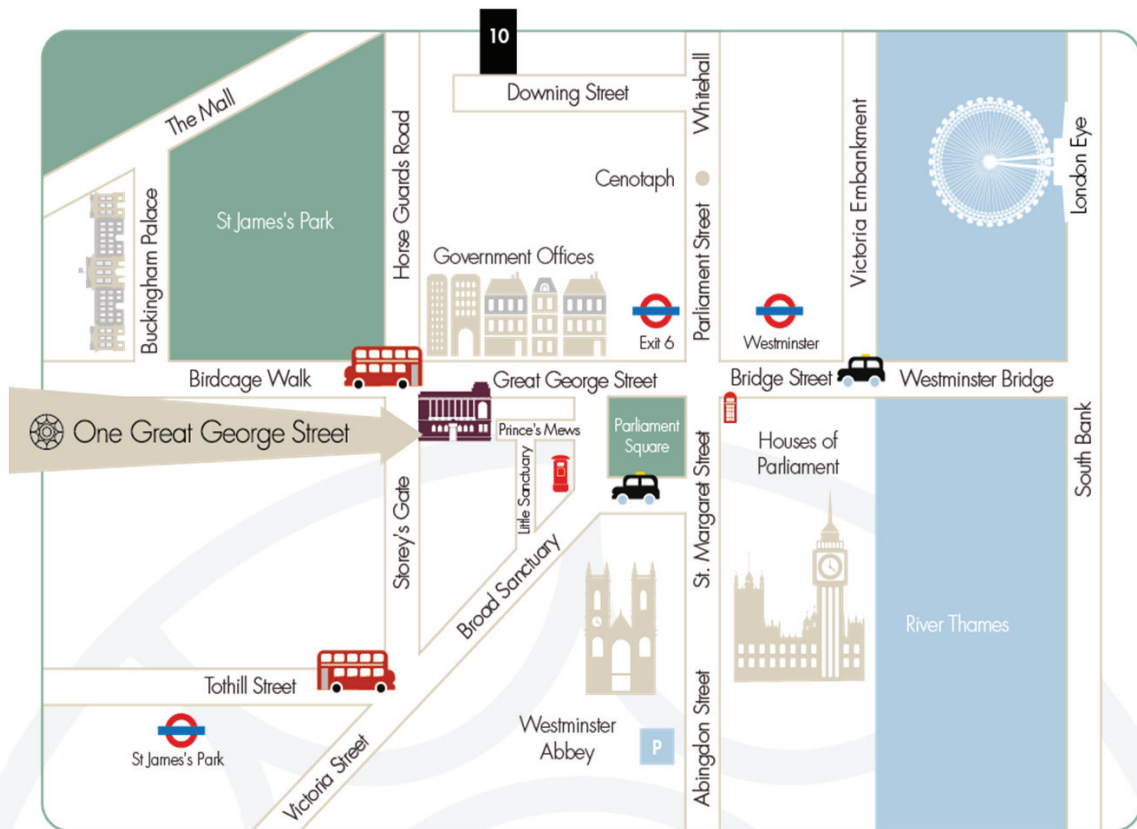 10
Downing Street
The Mall
Whitehall
Cenotaph
Horse Guards Road
St James's Park
Buckingham Palace
Government Offices
Parliament Street
Victoria Embankment
London Eye
Exit 6
Westminster
Birdcage Walk
Great George Street
Bridge Street
Westminster Bridge
One Great George Street
Prince's Mews
Parliament
Square
Houses of
Parliament
South Bank
Little Sanctuary
St. Margaret Street
Storey's Gate
Broad Sanctuary
River Thames
Tothill Street
St James's Park
Victoria Street
Westminster
Abbey
P
Abingdon Street